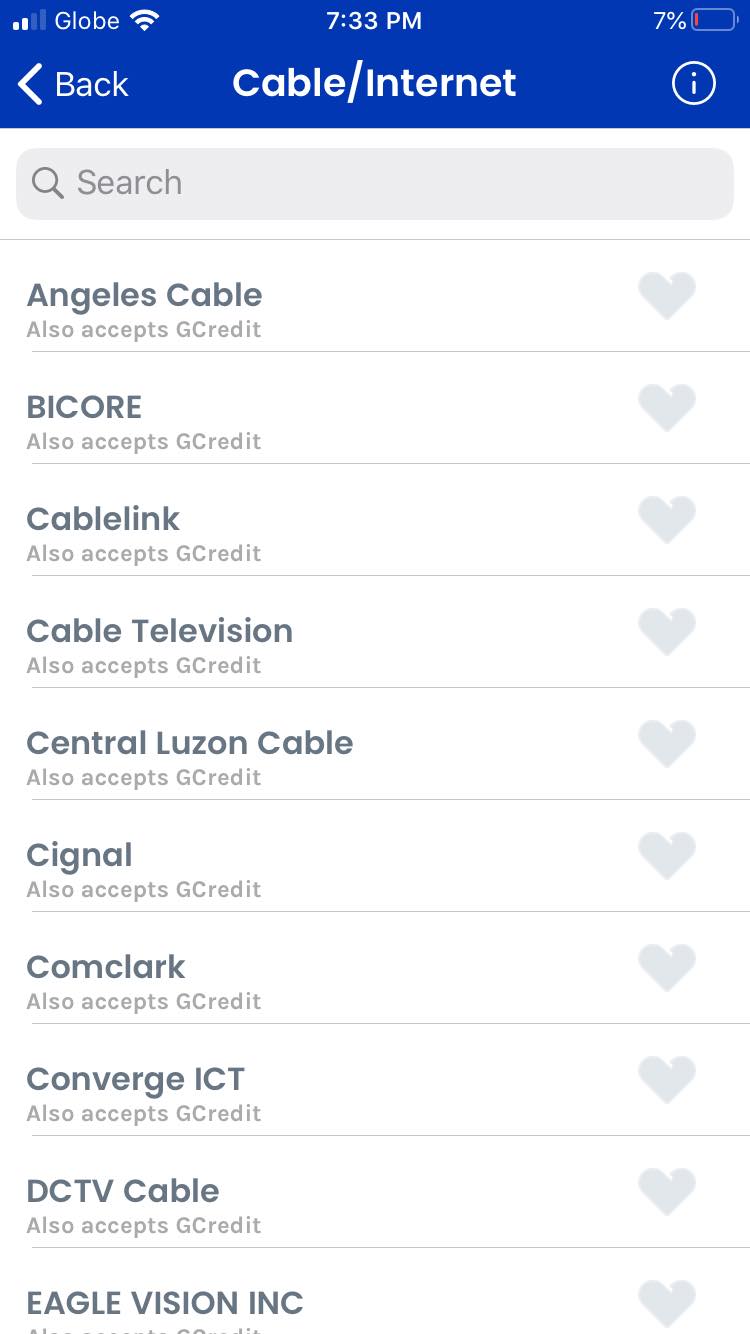 Globe 7:33 PM 7%
Back Cable/Internet
Search
Angeles Cable
Also accepts GCredit
BICORE
Also accepts GCredit
Cablelink
Also accepts GCredit
Cable Television
Also accepts GCredit
Central Luzon Cable
Also accepts GCredit
Cignal
Also accepts GCredit
Comclark
Also accepts GCredit
Converge ICT
Also accepts GCredit
DCTV Cable
Also accepts GCredit
EAGLE VISION INC